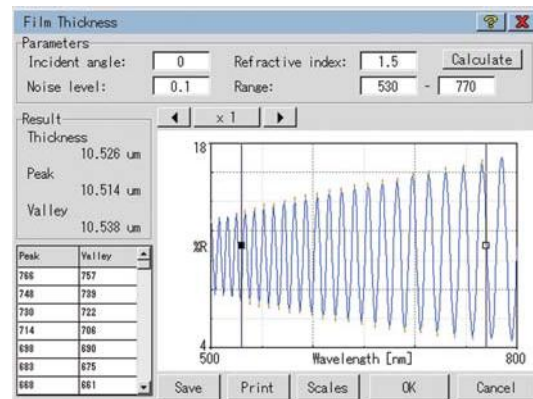 Film Thickness
? X
Parameters
Incident angle: 0 Refractive index: 1.5 Calculate
Noise level: 0.1 Range: 530 - 770
Result
Thickness
10.526 um
Peak
10.514 um
Valley
10.538 um
Peak Valley
766 757
748 739
730 722
714 706
698 690
683 675
668 661
x 1
18
%R
4
500 Wavelength [nm] 800
Save Print Scales OK Cancel